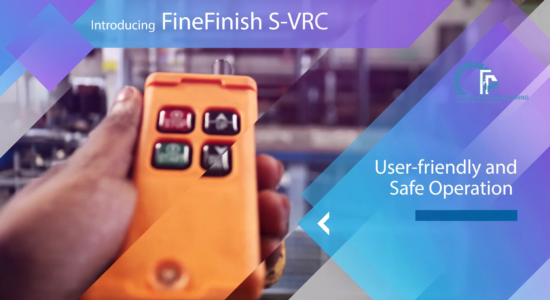 Introducing FineFinish S-VRC
User-friendly and
Safe Operation